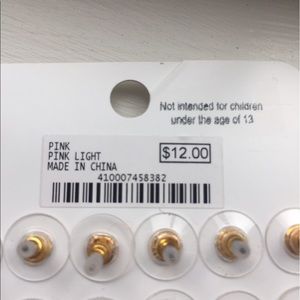 Not intended for children
under the age of 13
PINK
PINK LIGHT
MADE IN CHINA
$12.00
410007458382